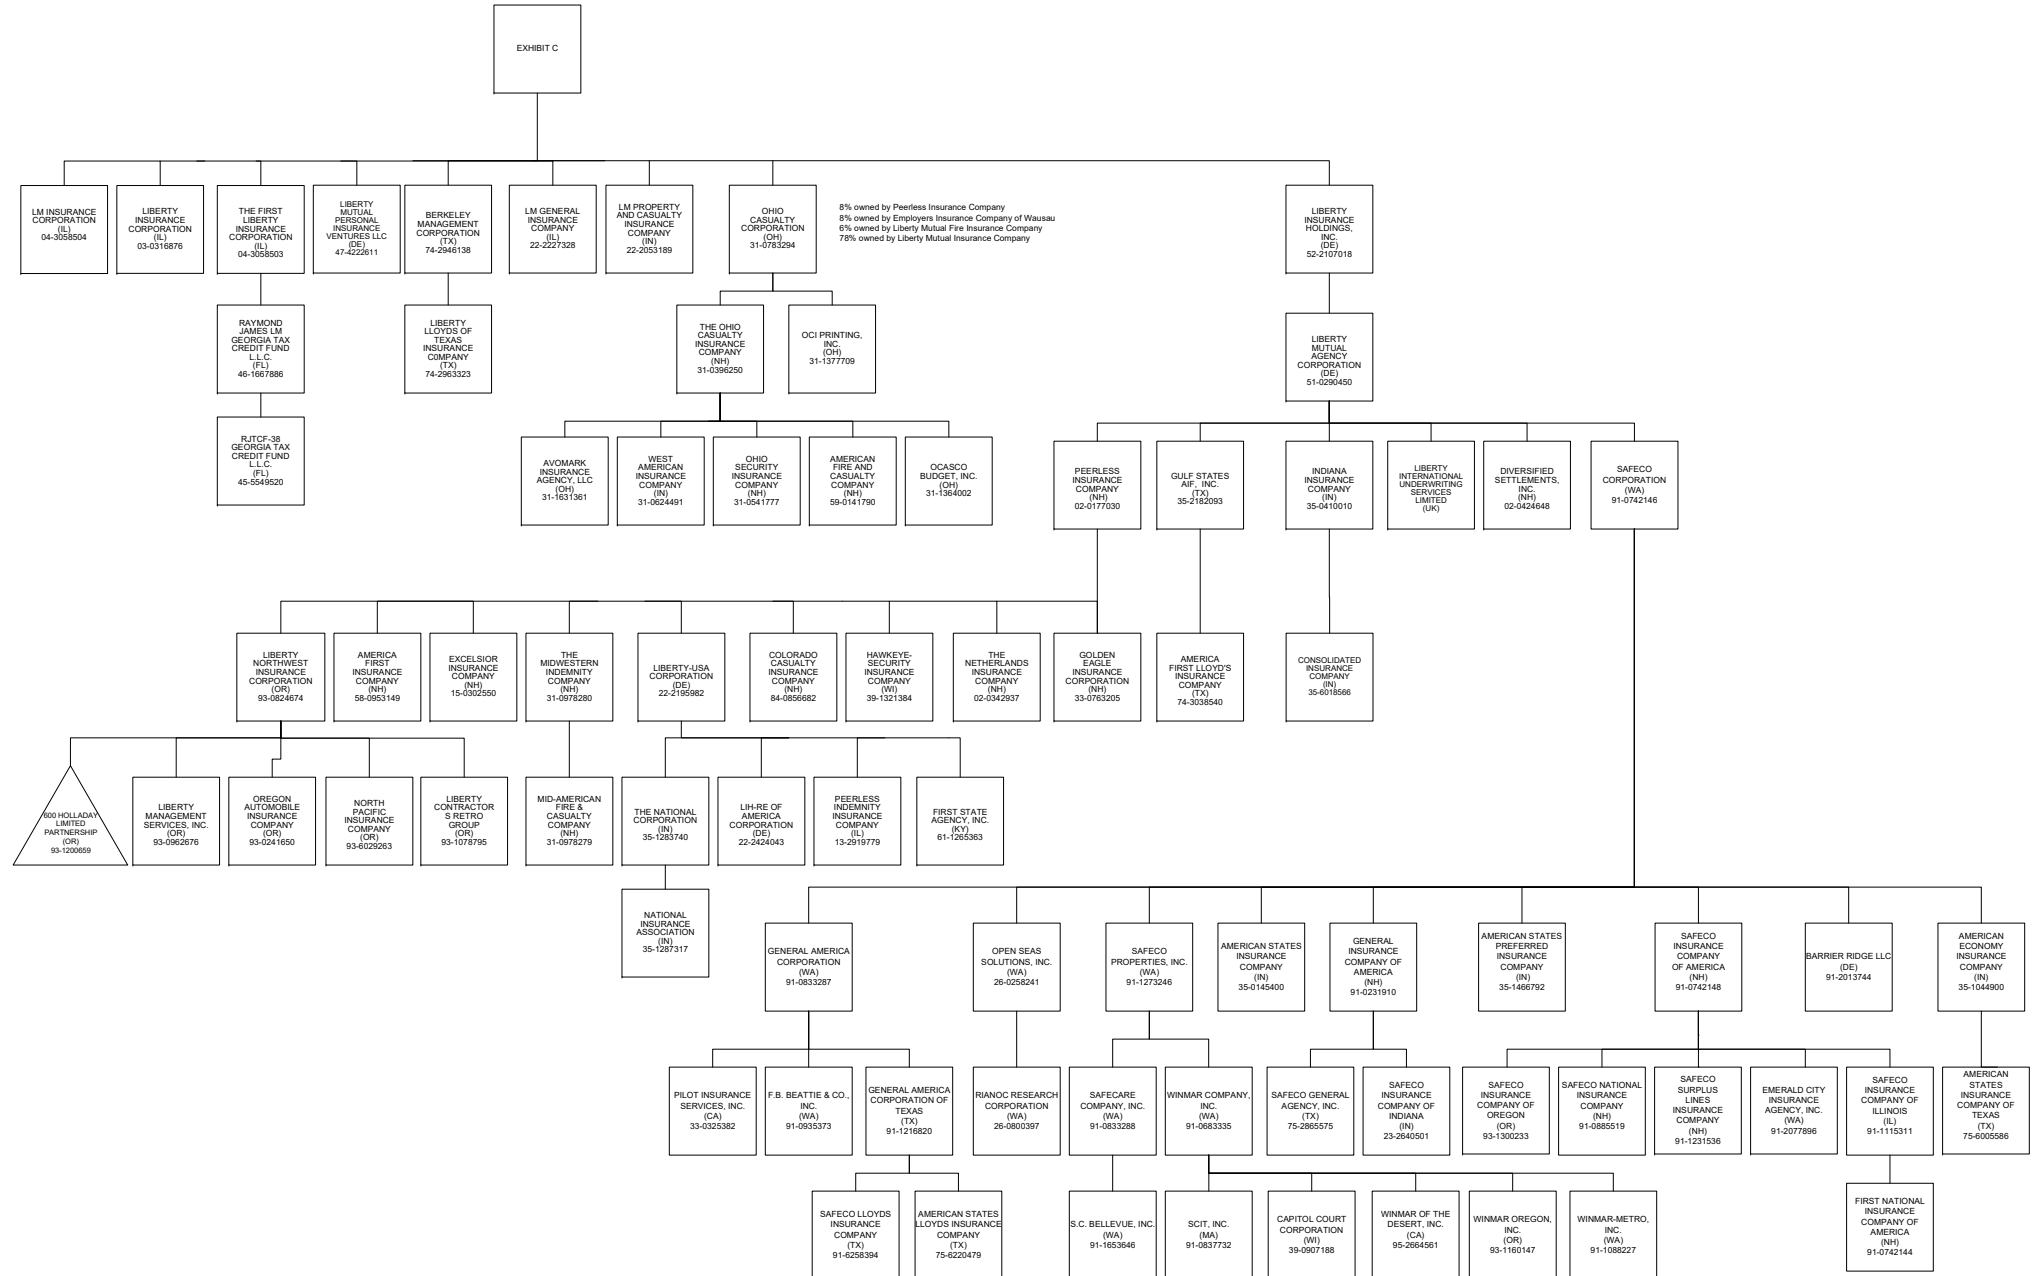 EXHIBIT C
LM INSURANCE
CORPORATION
(IL)
04-3058504
LIBERTY
INSURANCE
CORPORATION
(IL)
03-0316876
THE FIRST
LIBERTY
INSURANCE
CORPORATION
(IL)
04-3058503
LIBERTY
MUTUAL
PERSONAL
INSURANCE
VENTURES LLC
(DE)
47-4222611
BERKELEY
MANAGEMENT
CORPORATION
(TX)
74-2946138
LM GENERAL
INSURANCE
COMPANY
(IL)
22-2227328
LM PROPERTY
AND CASUALTY
INSURANCE
COMPANY
(IN)
22-2053189
OHIO
CASUALTY
CORPORATION
(OH)
31-0783294
8% owned by Peerless Insurance Company
8% owned by Employers Insurance Company of Wausau
6% owned by Liberty Mutual Fire Insurance Company
78% owned by Liberty Mutual Insurance Company
LIBERTY
INSURANCE
HOLDINGS,
INC.
(DE)
52-2107018
RAYMOND
JAMES LM
GEORGIA TAX
CREDIT FUND
L.L.C.
(FL)
46-1667886
LIBERTY
LLOYDS OF
TEXAS
INSURANCE
C0MPANY
(TX)
74-2963323
THE OHIO
CASUALTY
INSURANCE
COMPANY
(NH)
31-0396250
OCI PRINTING,
INC.
(OH)
31-1377709
LIBERTY
MUTUAL
AGENCY
CORPORATION
(DE)
51-0290450
RJTCF-38
GEORGIA TAX
CREDIT FUND
L.L.C.
(FL)
45-5549520
AVOMARK
INSURANCE
AGENCY, LLC
(OH)
31-1631361
WEST
AMERICAN
INSURANCE
COMPANY
(IN)
31-0624491
OHIO
SECURITY
INSURANCE
COMPANY
(NH)
31-0541777
AMERICAN
FIRE AND
CASUALTY
COMPANY
(NH)
59-0141790
OCASCO
BUDGET, INC.
(OH)
31-1364002
PEERLESS
INSURANCE
COMPANY
(NH)
02-0177030
GULF STATES
AIF, INC.
(TX)
35-2182093
INDIANA
INSURANCE
COMPANY
(IN)
35-0410010
LIBERTY
INTERNATIONAL
UNDERWRITING
SERVICES
LIMITED
(UK)
DIVERSIFIED
SETTLEMENTS,
INC.
(NH)
02-0424648
SAFECO
CORPORATION
(WA)
91-0742146
LIBERTY
NORTHWEST
INSURANCE
CORPORATION
(OR)
93-0824674
AMERICA
FIRST
INSURANCE
COMPANY
(NH)
58-0953149
EXCELSIOR
INSURANCE
COMPANY
(NH)
15-0302550
THE
MIDWESTERN
INDEMNITY
COMPANY
(NH)
31-0978280
LIBERTY-USA
CORPORATION
(DE)
22-2195982
COLORADO
CASUALTY
INSURANCE
COMPANY
(NH)
84-0856682
HAWKEYE-
SECURITY
INSURANCE
COMPANY
(WI)
39-1321384
THE
NETHERLANDS
INSURANCE
COMPANY
(NH)
02-0342937
GOLDEN
EAGLE
INSURANCE
CORPORATION
(NH)
33-0763205
AMERICA
FIRST LLOYD'S
INSURANCE
COMPANY
(TX)
74-3038540
CONSOLIDATED
INSURANCE
COMPANY
(IN)
35-6018566
600 HOLLADAY
LIMITED
PARTNERSHIP
(OR)
93-1200659
LIBERTY
MANAGEMENT
SERVICES, INC.
(OR)
93-0962676
OREGON
AUTOMOBILE
INSURANCE
COMPANY
(OR)
93-0241650
NORTH
PACIFIC
INSURANCE
COMPANY
(OR)
93-6029263
LIBERTY
CONTRACTOR
S RETRO
GROUP
(OR)
93-1078795
MID-AMERICAN
FIRE &
CASUALTY
COMPANY
(NH)
31-0978279
THE NATIONAL
CORPORATION
(IN)
35-1283740
LIH-RE OF
AMERICA
CORPORATION
(DE)
22-2424043
PEERLESS
INDEMNITY
INSURANCE
COMPANY
(IL)
13-2919779
FIRST STATE
AGENCY, INC.
(KY)
61-1265363
NATIONAL
INSURANCE
ASSOCIATION
(IN)
35-1287317
GENERAL AMERICA
CORPORATION
(WA)
91-0833287
OPEN SEAS
SOLUTIONS, INC.
(WA)
26-0258241
SAFECO
PROPERTIES, INC.
(WA)
91-1273246
AMERICAN STATES
INSURANCE
COMPANY
(IN)
35-0145400
GENERAL
INSURANCE
COMPANY OF
AMERICA
(NH)
91-0231910
AMERICAN STATES
PREFERRED
INSURANCE
COMPANY
(IN)
35-1466792
SAFECO
INSURANCE
COMPANY
OF AMERICA
(NH)
91-0742148
BARRIER RIDGE LLC
(DE)
91-2013744
AMERICAN
ECONOMY
INSURANCE
COMPANY
(IN)
35-1044900
PILOT INSURANCE
SERVICES, INC.
(CA)
33-0325382
F.B. BEATTIE & CO.,
INC.
(WA)
91-0935373
GENERAL AMERICA
CORPORATION OF
TEXAS
(TX)
91-1216820
RIANOC RESEARCH
CORPORATION
(WA)
26-0800397
SAFECARE
COMPANY, INC.
(WA)
91-0833288
WINMAR COMPANY,
INC.
(WA)
91-0683335
SAFECO GENERAL
AGENCY, INC.
(TX)
75-2865575
SAFECO
INSURANCE
COMPANY OF
INDIANA
(IN)
23-2640501
SAFECO
INSURANCE
COMPANY OF
OREGON
(OR)
93-1300233
SAFECO NATIONAL
INSURANCE
COMPANY
(NH)
91-0885519
SAFECO
SURPLUS
LINES
INSURANCE
COMPANY
(NH)
91-1231536
EMERALD CITY
INSURANCE
AGENCY, INC.
(WA)
91-2077896
SAFECO
INSURANCE
COMPANY OF
ILLINOIS
(IL)
91-1115311
AMERICAN
STATES
INSURANCE
COMPANY OF
TEXAS
(TX)
75-6005586
SAFECO LLOYDS
INSURANCE
COMPANY
(TX)
91-6258394
AMERICAN STATES
LLOYDS INSURANCE
COMPANY
(TX)
75-6220479
S.C. BELLEVUE, INC.
(WA)
91-1653646
SCIT, INC.
(MA)
91-0837732
CAPITOL COURT
CORPORATION
(WI)
39-0907188
WINMAR OF THE
DESERT, INC.
(CA)
95-2664561
WINMAR OREGON,
INC.
(OR)
93-1160147
WINMAR-METRO,
INC.
(WA)
91-1088227
FIRST NATIONAL
INSURANCE
COMPANY OF
AMERICA
(NH)
91-0742144